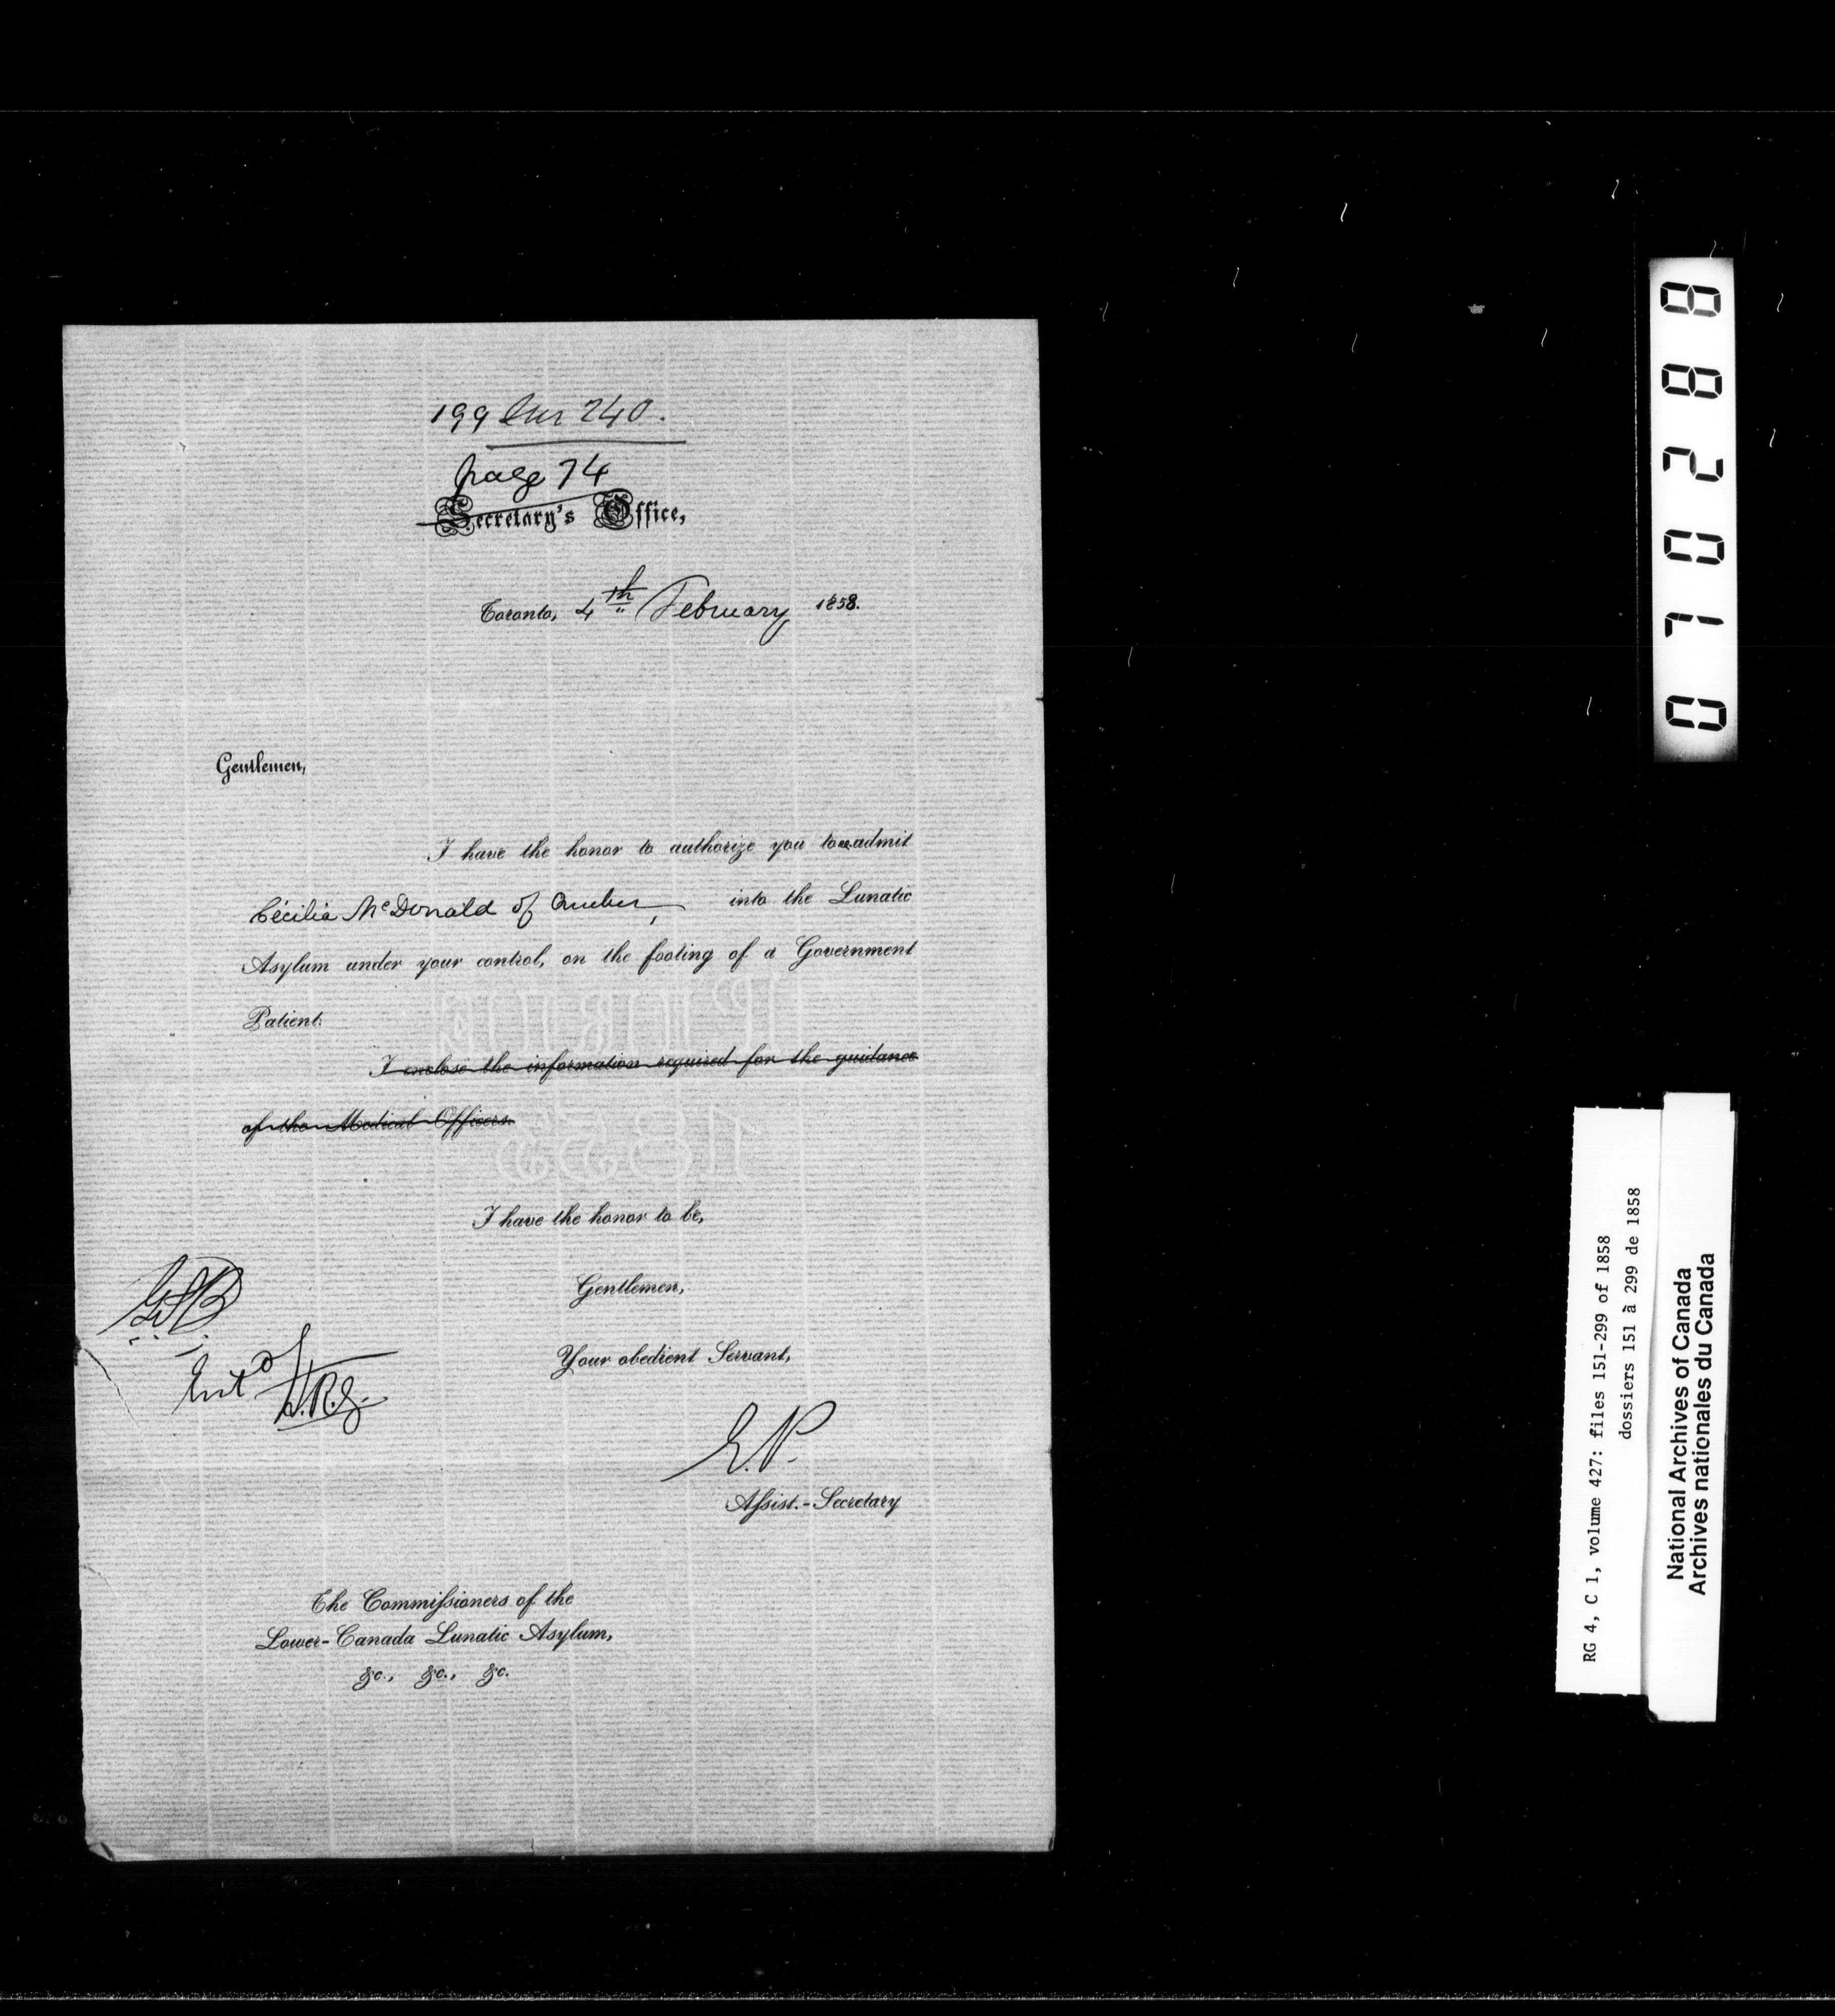 199 240.
page 74
Secretary's Office,
Toronto, 4th February 1858.
Gentlemen,
I have the honor to authorize you to readmit
Cécilia McDonald of Quebec, into the Lunatic
Asylum under your control, on the footing of a Government
Patient.
I enclose the information required for the guidance
of the Medical Officers.
I have the honor to be,
Gentlemen,
Your obedient Servant,
E.P.
Assist.-Secretary
Entd
The Commissioners of the
Lower-Canada Lunatic Asylum,
&c., &c., &c.
1855
010288
RG 4, C 1, volume 427: files 151-299 of 1858
dossiers 151 à 299 de 1858
National Archives of Canada
Archives nationales du Canada